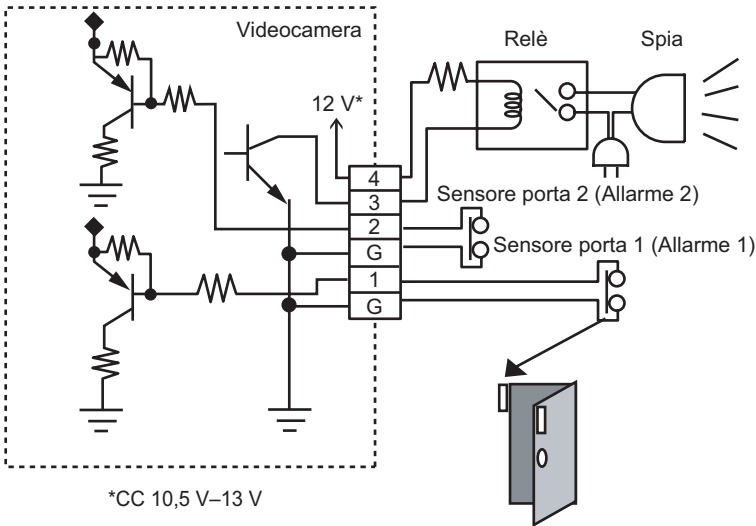 Videocamera
Relè
Spia
12 V*
4
3
2
G
1
G
Sensore porta 2 (Allarme 2)
Sensore porta 1 (Allarme 1)
*CC 10,5 V–13 V